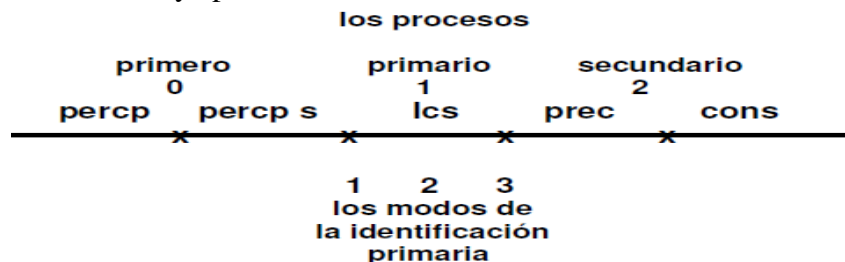 los procesos
primero primario secundario
0 1 2
percp percp s Ics prec cons
x x x x
1 2 3
los modos de
la identificación
primaria